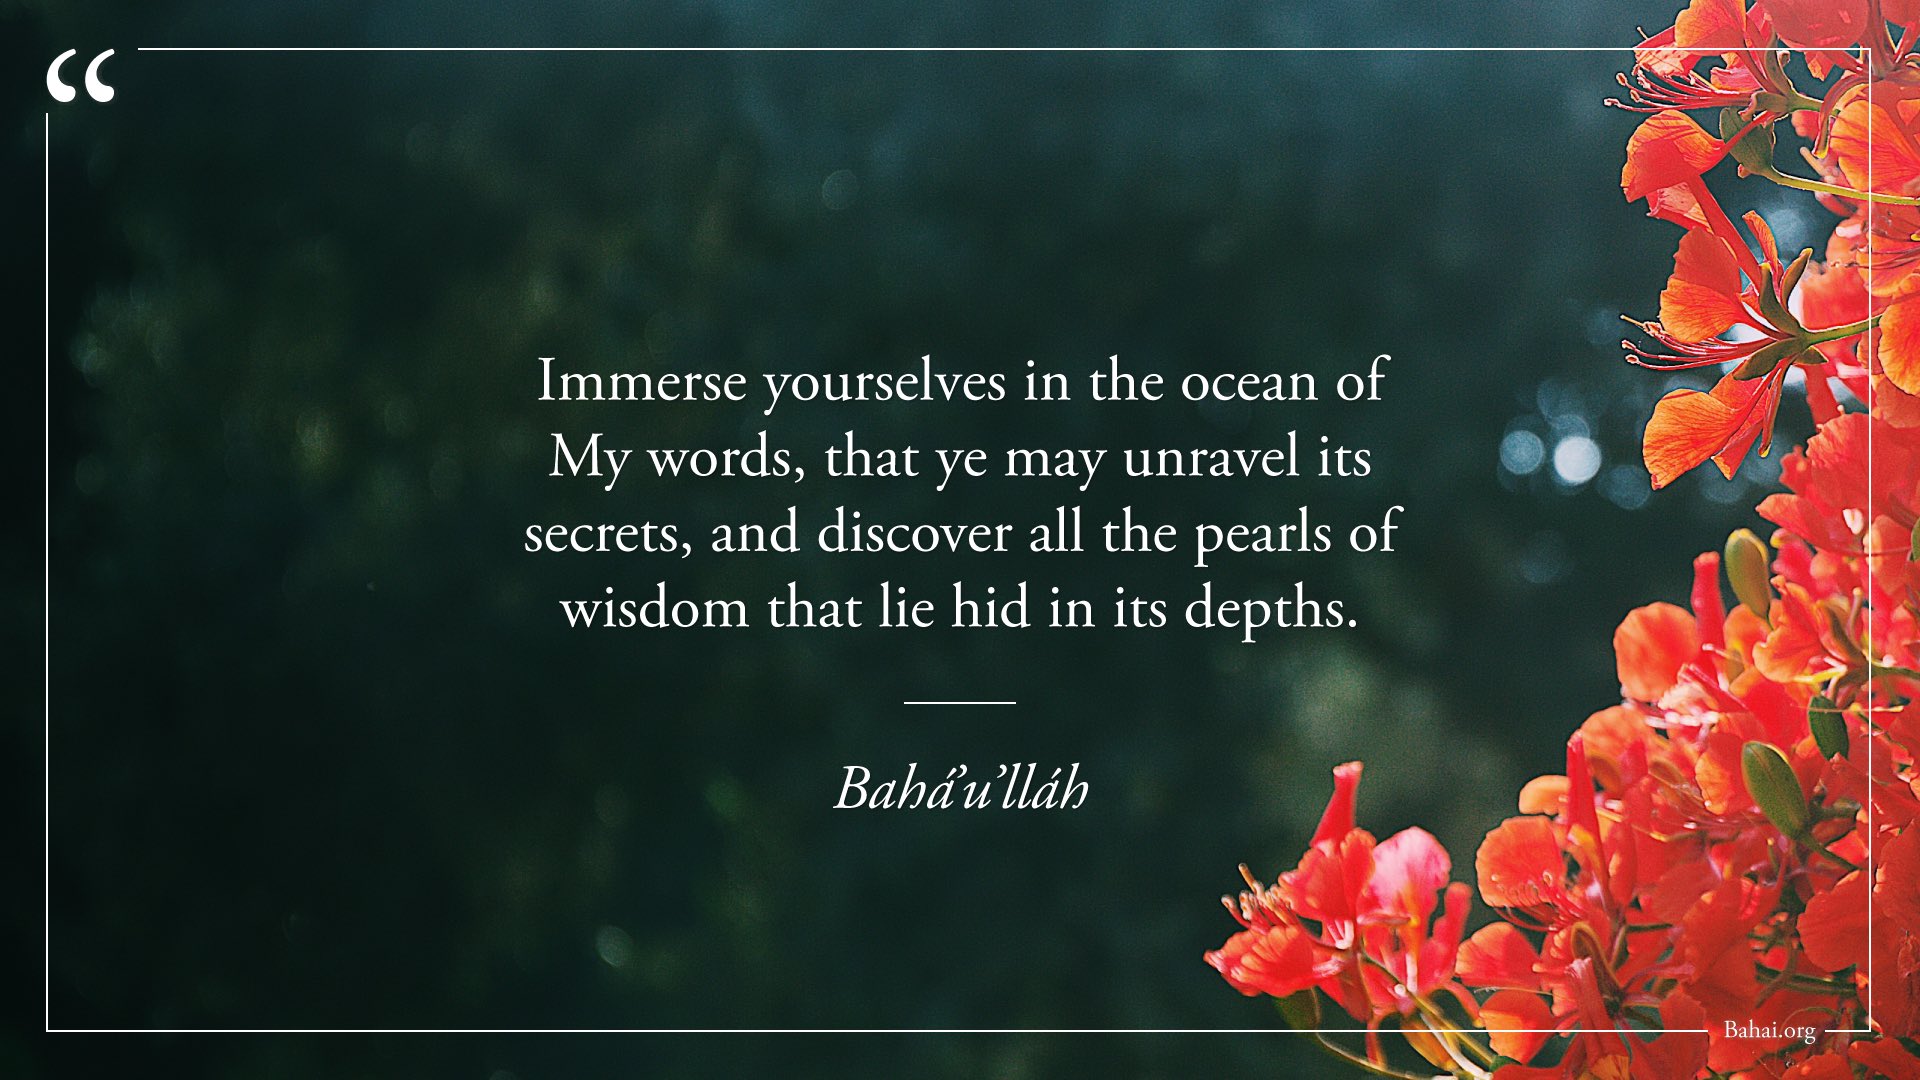 “
Immerse yourselves in the ocean of
My words, that ye may unravel its
secrets, and discover all the pearls of
wisdom that lie hid in its depths.
Bahá’u’lláh
Bahai.org